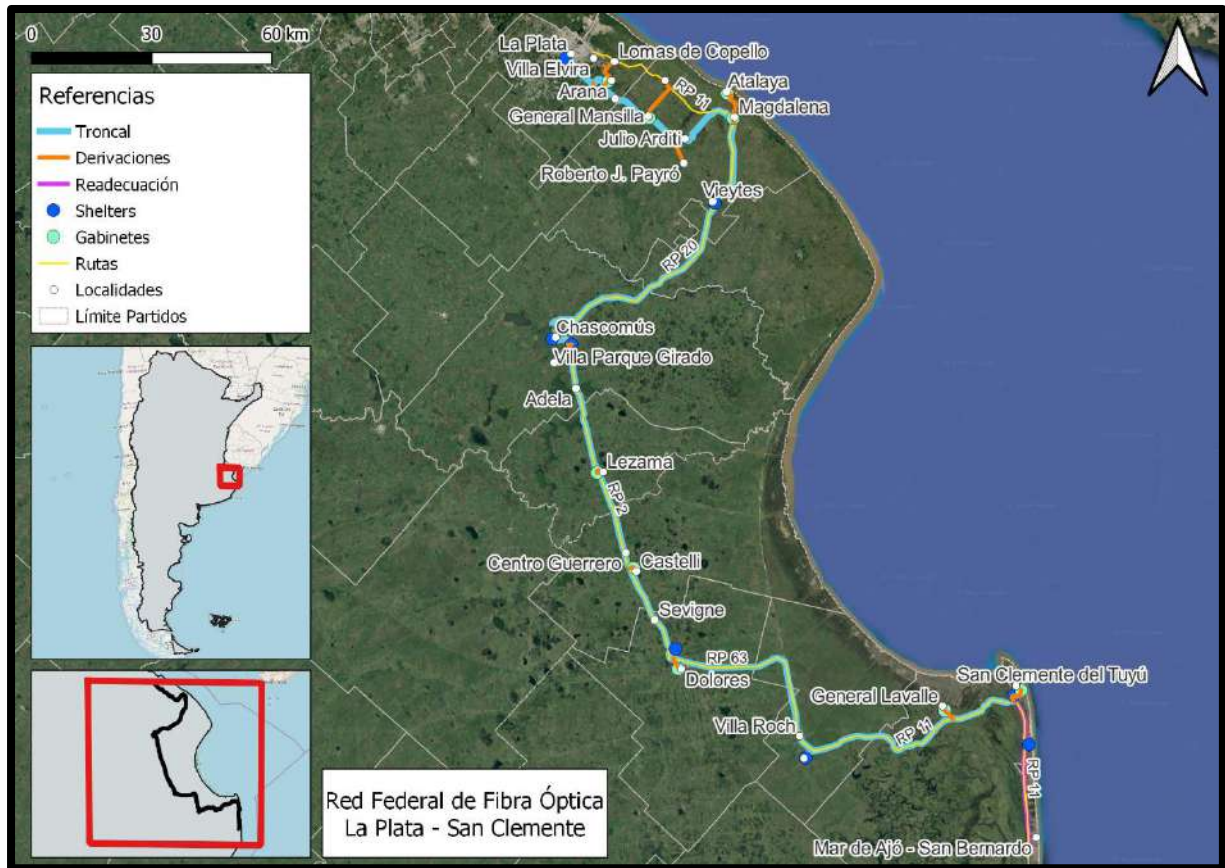 0 30 60 km
Referencias
Troncal
Derivaciones
Readecuación
Shelters
Gabinetes
Rutas
Localidades
Límite Partidos
La Plata
Lomas de Copello
Villa Elvira
Arana
RP 11
Atalaya
Magdalena
General Mansilla
Julio Arditi
Roberto J. Payró
Vieytes
RP 20
Chascomús
Villa Parque Girado
Adela
Lezama
RP 2
Centro Guerrero
Castelli
Sevigne
RP 63
Dolores
San Clemente del Tuyú
General Lavalle
Villa Roch
RP 11
RP 11
Mar de Ajó - San Bernardo
Red Federal de Fibra Óptica
La Plata - San Clemente